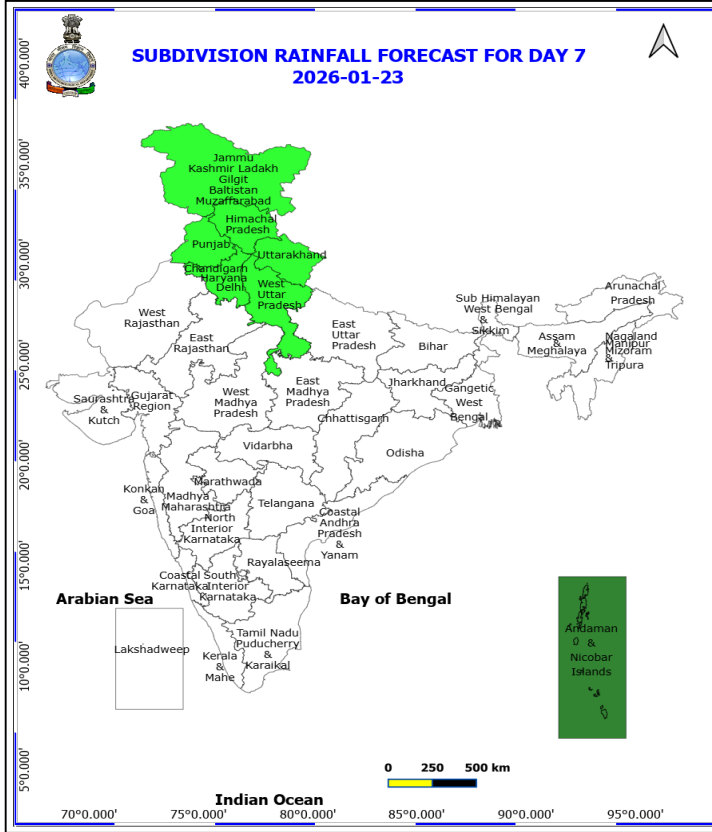 SUBDIVISION RAINFALL FORECAST FOR DAY 7
2026-01-23
40°0.000'
35°0.000'
30°0.000'
25°0.000'
20°0.000'
15°0.000'
10°0.000'
5°0.000'
Jammu
Kashmir Ladakh
Gilgit
Baltistan
Muzaffarabad
Himachal
Pradesh
Punjab
Uttarakhand
Chandigarh
Haryana
Delhi
West
Uttar
Pradesh
West
Rajasthan
East
Rajasthan
East
Uttar
Pradesh
Bihar
Sub Himalayan
West Bengal
&
Sikkim
Arunachal
Pradesh
Assam
&
Meghalaya
Nagaland
Manipur
Mizoram
&
Tripura
Saurashtra
&
Kutch
Gujarat
Region
West
Madhya
Pradesh
East
Madhya
Pradesh
Jharkhand
Gangetic
West
Bengal
Chhattisgarh
Vidarbha
Odisha
Konkan
&
Goa
Madhya
Maharashtra
Marathwada
Telangana
North
Interior
Karnataka
Coastal
Andhra
Pradesh
&
Yanam
Rayalaseema
Coastal
Karnataka
South
Interior
Karnataka
Arabian Sea
Bay of Bengal
Lakshadweep
Kerala
&
Mahe
Tamil Nadu
Puducherry
&
Karaikal
Andaman
&
Nicobar
Islands
0 250 500 km
Indian Ocean
70°0.000' 75°0.000' 80°0.000' 85°0.000' 90°0.000' 95°0.000'